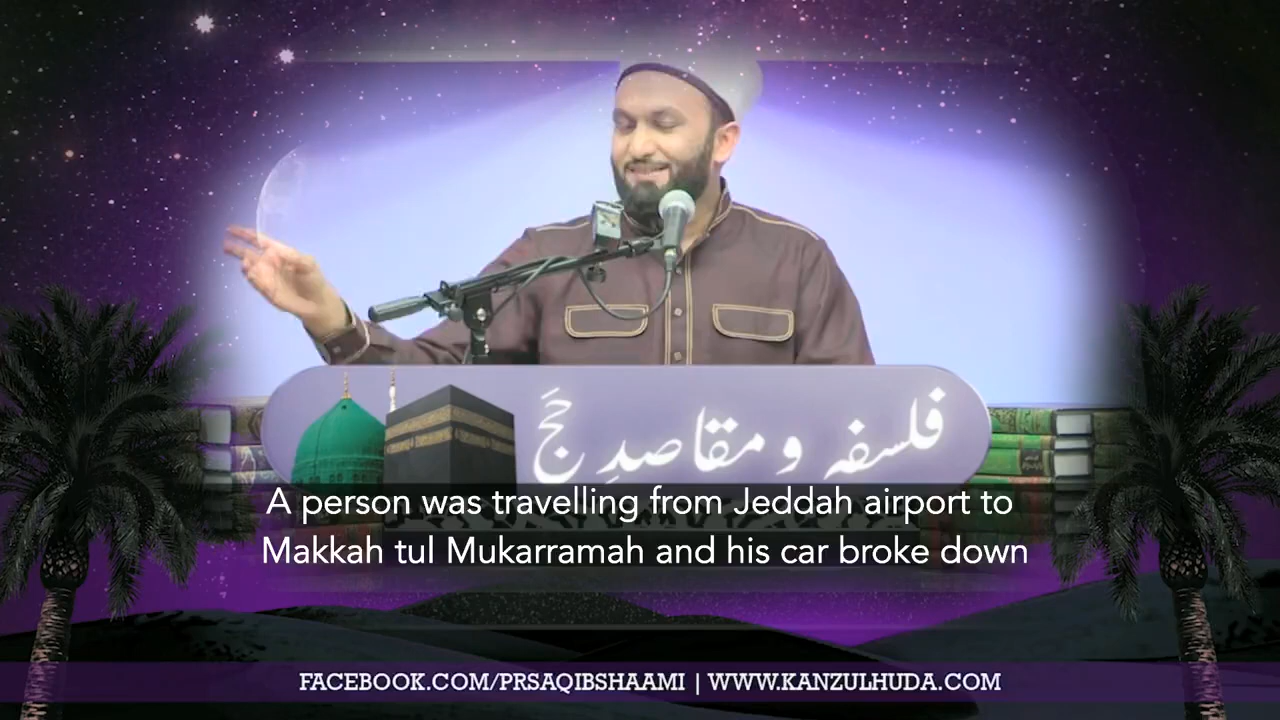 فلسفہ و مقاصدِ حَج
A person was travelling from Jeddah airport to
Makkah tul Mukarramah and his car broke down
FACEBOOK.COM/PRSAQIBSHAAMI | WWW.KANZULHUDA.COM